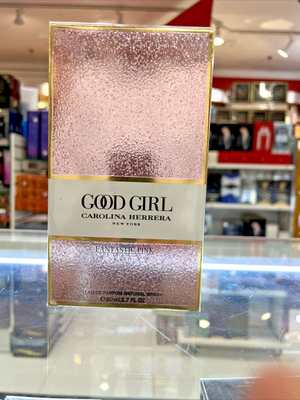 GOOD GIRL
CAROLINA HERRERA
NEW YORK
FANTASTIC PINK
EAU DE PARFUM NATURAL SPRAY
℮ 80 ml 2.7 FL.OZ.